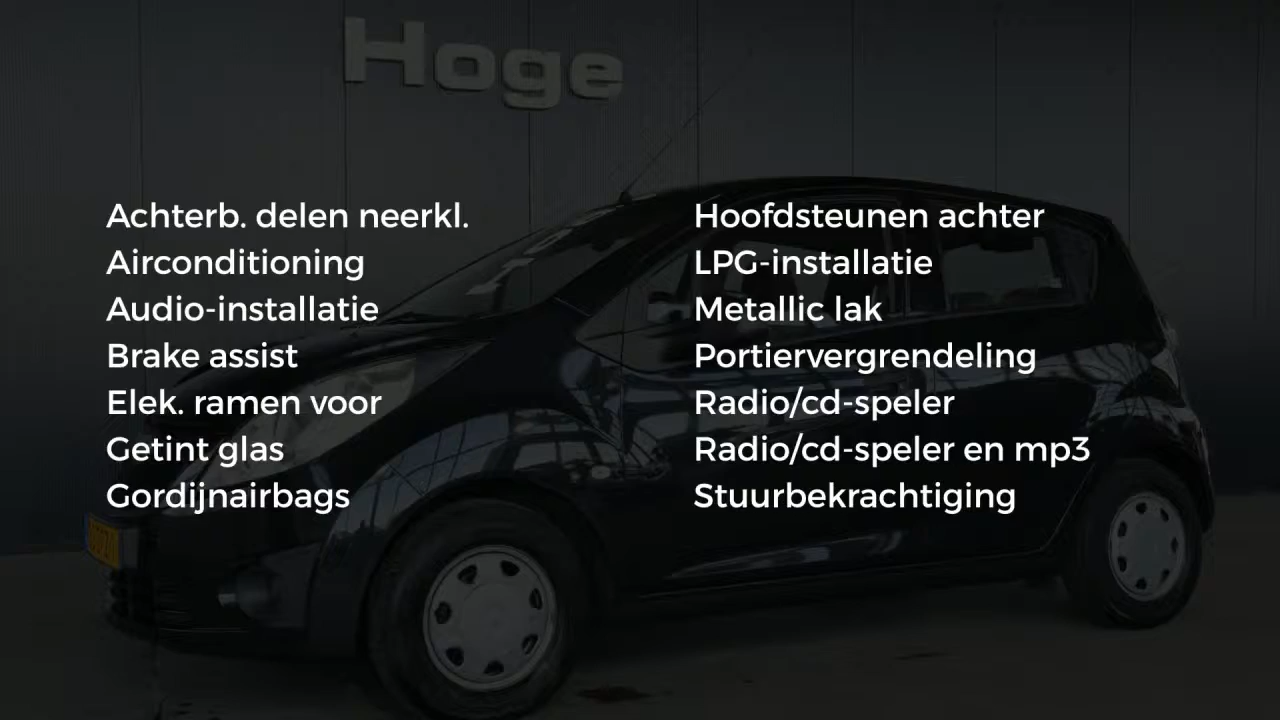 Hoge
Achterb. delen neerkl.
Airconditioning
Audio-installatie
Brake assist
Elek. ramen voor
Getint glas
Gordijnairbags
Hoofdsteunen achter
LPG-installatie
Metallic lak
Portiervergrendeling
Radio/cd-speler
Radio/cd-speler en mp3
Stuurbekrachtiging